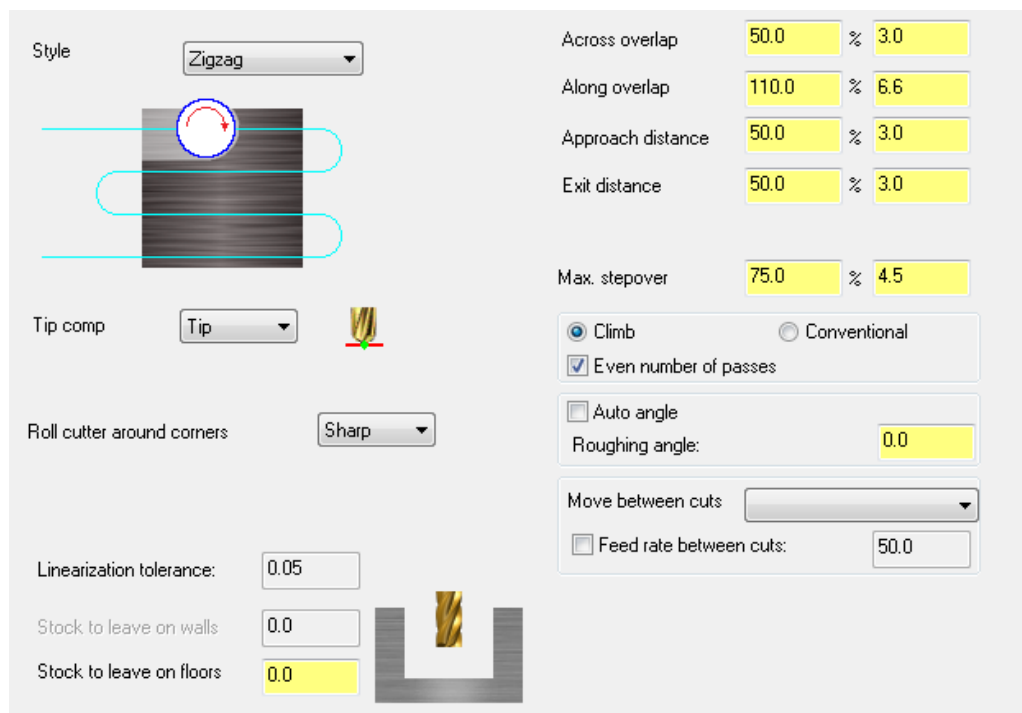 Style Zigzag
Tip comp Tip
Roll cutter around corners Sharp
Linearization tolerance: 0.05
Stock to leave on walls 0.0
Stock to leave on floors 0.0
Across overlap 50.0 % 3.0
Along overlap 110.0 % 6.6
Approach distance 50.0 % 3.0
Exit distance 50.0 % 3.0
Max. stepover 75.0 % 4.5
Climb Conventional
Even number of passes
Auto angle
Roughing angle: 0.0
Move between cuts
Feed rate between cuts: 50.0